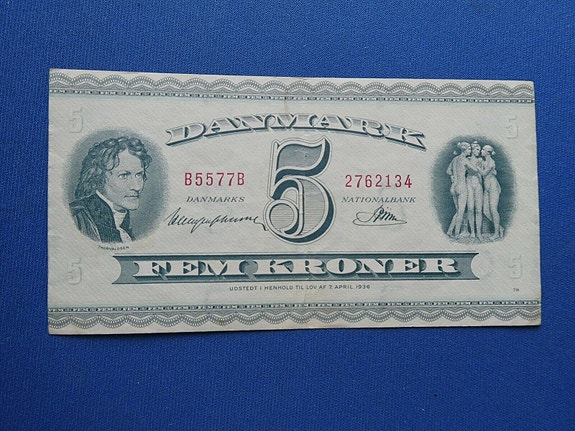 5 5
DANMARK
B5577B 5 2762134
DANMARKS NATIONALBANK
THORVALDSEN
5 5
FEM KRONER
UDSTEDT I HENHOLD TIL LOV AF 7. APRIL 1936